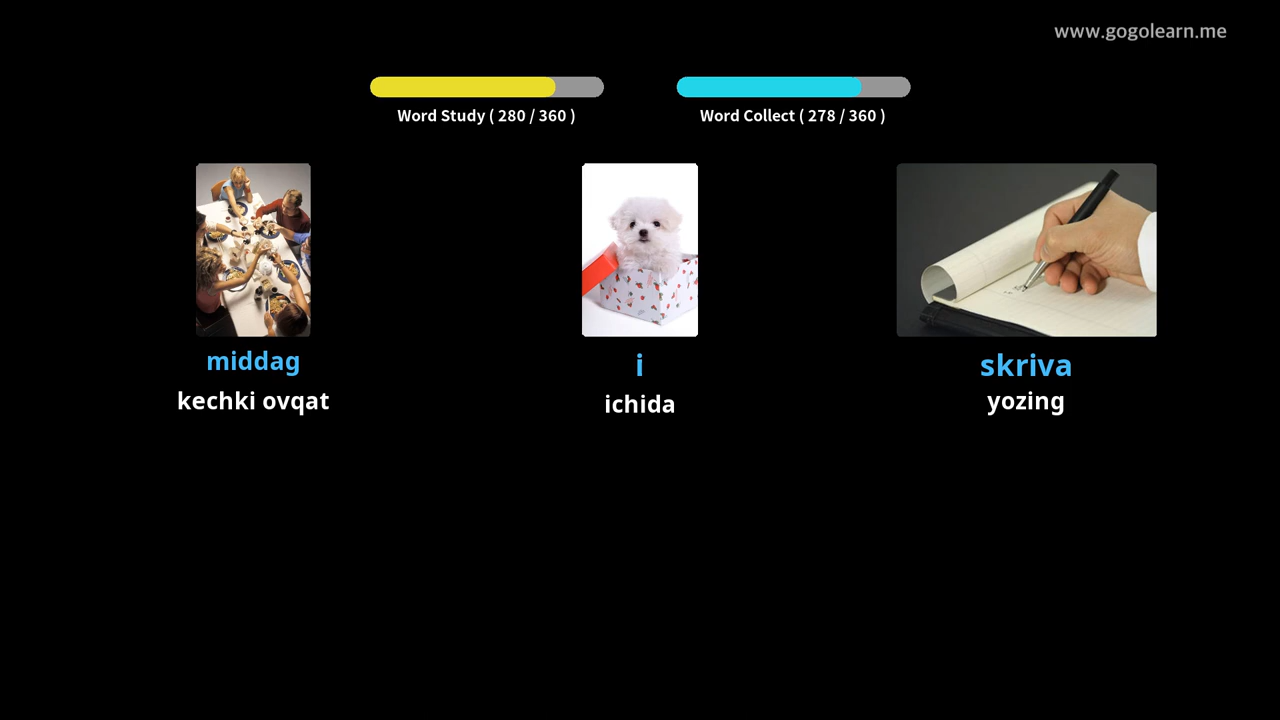 www.gogolearn.me
Word Study ( 280 / 360 )
Word Collect ( 278 / 360 )
middag
kechki ovqat
i
ichida
skriva
yozing